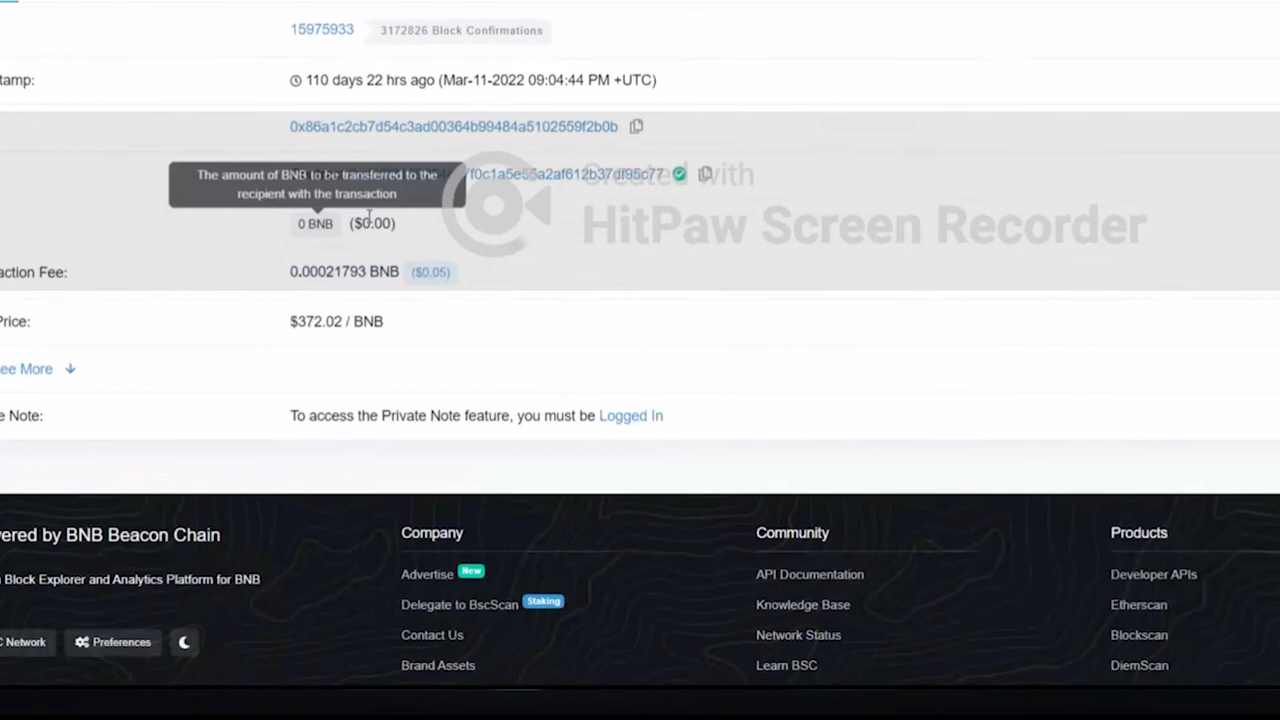 15975933 3172826 Block Confirmations
tamp: 110 days 22 hrs ago (Mar-11-2022 09:04:44 PM +UTC)
0x86a1c2cb7d54c3ad00364b99484a5102559f2b0b
The amount of BNB to be transferred to the
recipient with the transaction
Created with
HitPaw Screen Recorder
0 BNB ($0.00)
action Fee: 0.00021793 BNB ($0.05)
Price: $372.02 / BNB
ee More
e Note: To access the Private Note feature, you must be Logged In
wered by BNB Beacon Chain Company Community Products
Advertise New API Documentation Developer APIs
Block Explorer and Analytics Platform for BNB
Delegate to BscScan Staking Knowledge Base Etherscan
C Network Preferences Contact Us Network Status Blockscan
Brand Assets Learn BSC DiemScan